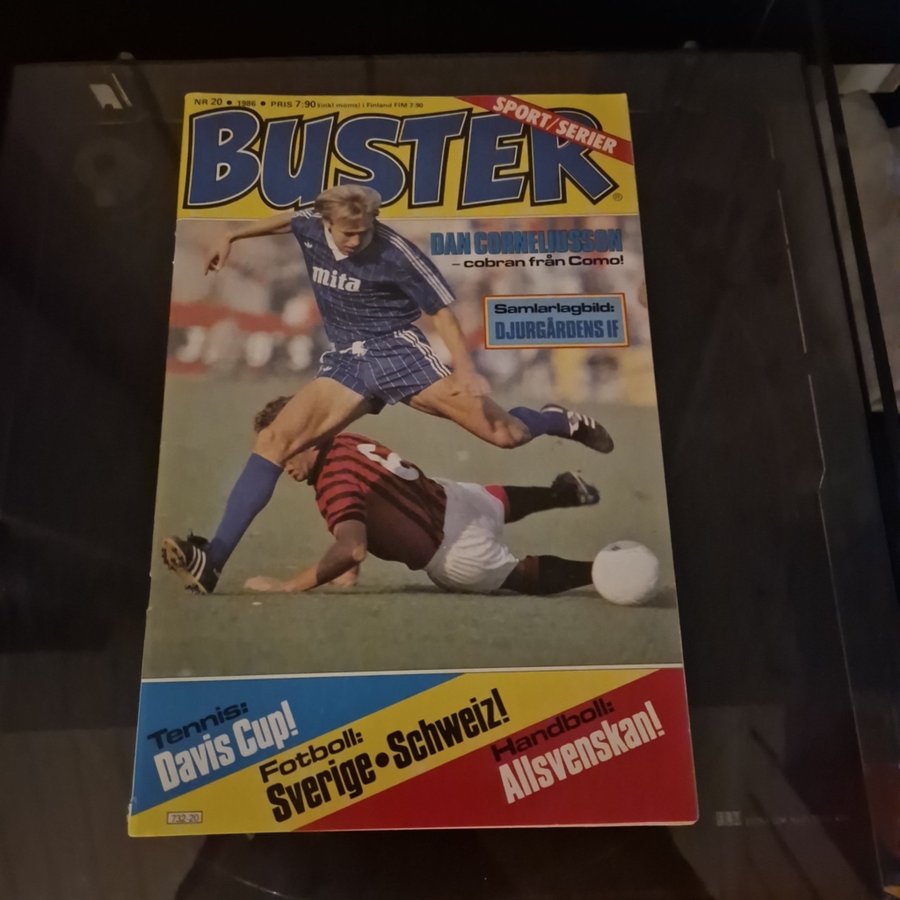 NR 20 • 1986 • PRIS 7:90 (inkl moms) i Finland FIM 7:90
SPORT/SERIER
BUSTER
DAN CORNELIUSSON
– cobran från Como!
mita
Samlarlagbild:
DJURGÅRDENS IF
Tennis:
Davis Cup!
Fotboll:
Sverige•Schweiz!
Handboll:
Allsvenskan!
732-20